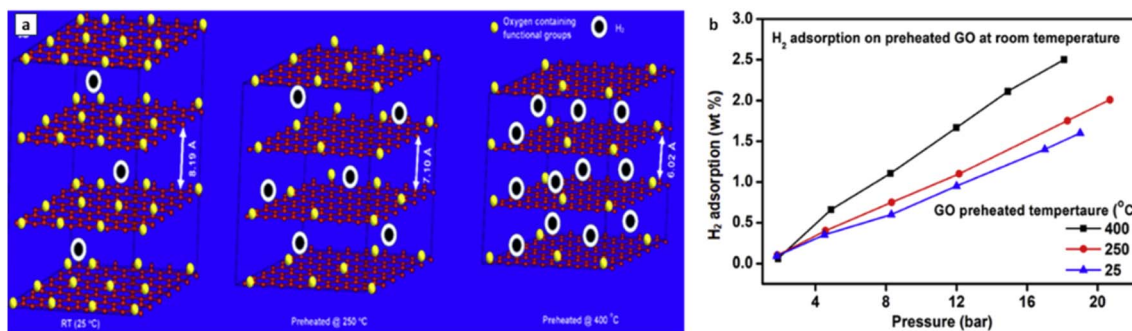 a
Oxygen containing
functional groups
H₂
8.19 Å
7.10 Å
6.02 Å
RT (25 °C)
Preheated @ 250 °C
Preheated @ 400 °C
b
H₂ adsorption on preheated GO at room temeperature
H₂ adsorption (wt %)
3.0
2.5
2.0
1.5
1.0
0.5
0.0
GO preheated tempertaure (°C)
400
250
25
4 8 12 16 20
Pressure (bar)